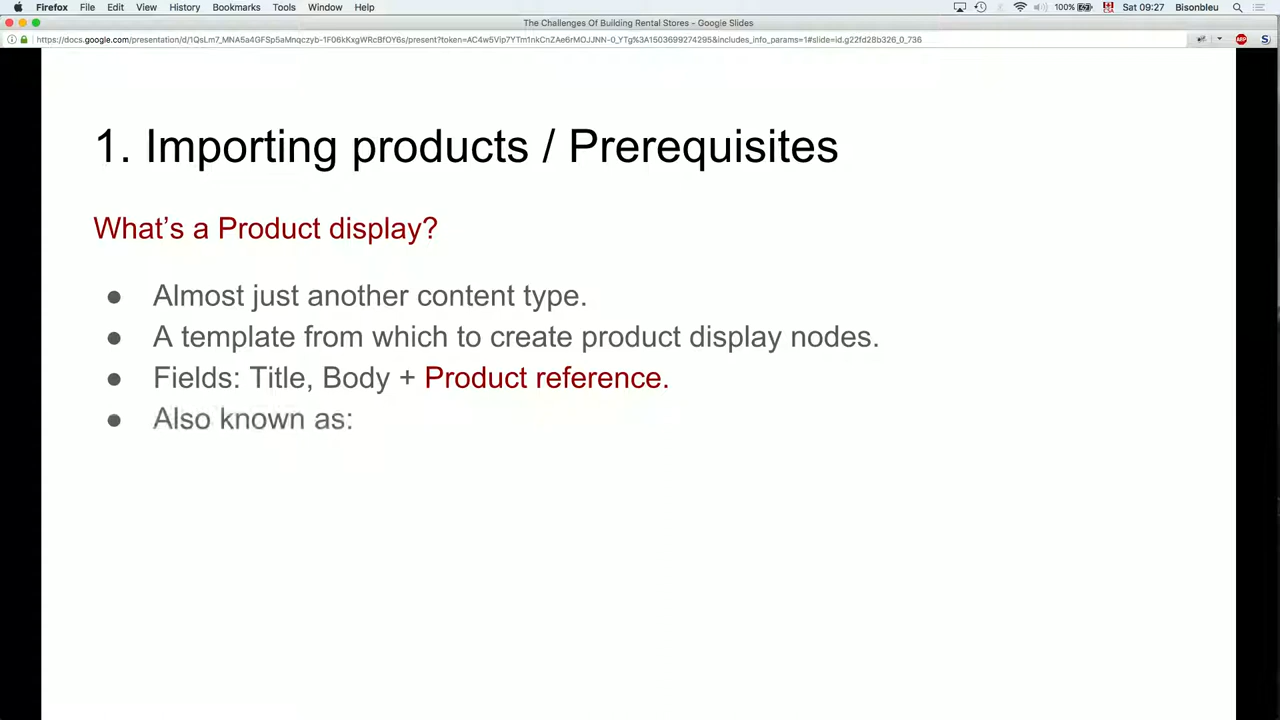 Firefox File Edit View History Bookmarks Tools Window Help 100% Sat 09:27 Bisonbleu
The Challenges Of Building Rental Stores - Google Slides
1. Importing products / Prerequisites
What's a Product display?
● Almost just another content type.
● A template from which to create product display nodes.
● Fields: Title, Body + Product reference.
● Also known as: